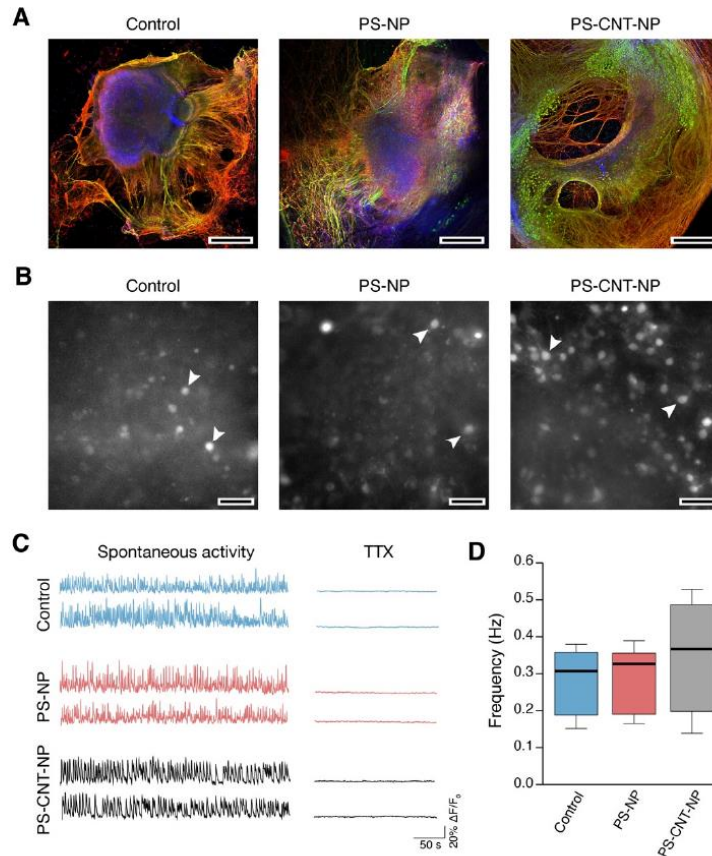 A
Control
PS-NP
PS-CNT-NP
B
Control
PS-NP
PS-CNT-NP
C
Spontaneous activity
TTX
Control
PS-NP
PS-CNT-NP
50 s
20% ΔF/F₀
D
Frequency (Hz)
0.6
0.5
0.4
0.3
0.2
0.1
0.0
Control
PS-NP
PS-CNT-NP